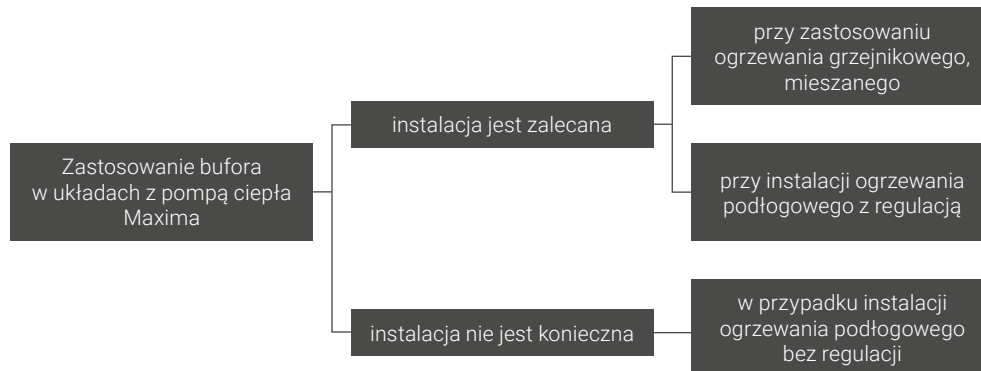 Zastosowanie bufora
w układach z pompą ciepła
Maxima
instalacja jest zalecana
przy zastosowaniu
ogrzewania grzejnikowego,
mieszanego
przy instalacji ogrzewania
podłogowego z regulacją
instalacja nie jest konieczna
w przypadku instalacji
ogrzewania podłogowego
bez regulacji